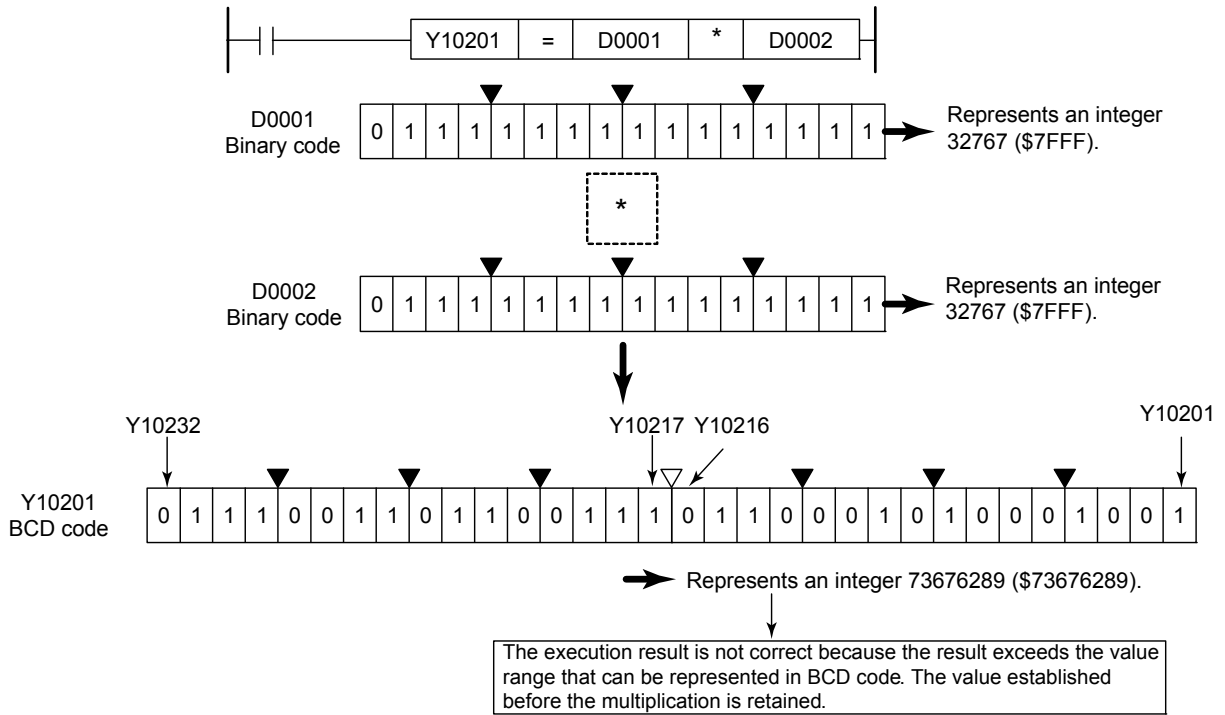 Y10201 = D0001 * D0002
D0001
Binary code
0 1 1 1 1 1 1 1 1 1 1 1 1 1 1 1
Represents an integer
32767 ($7FFF).
*
D0002
Binary code
0 1 1 1 1 1 1 1 1 1 1 1 1 1 1 1
Represents an integer
32767 ($7FFF).
Y10232 Y10217 Y10216 Y10201
Y10201
BCD code
0 1 1 1 0 0 1 1 0 1 1 0 0 1 1 1 0 1 1 0 0 0 1 0 1 0 0 0 1 0 0 1
Represents an integer 73676289 ($73676289).
The execution result is not correct because the result exceeds the value
range that can be represented in BCD code. The value established
before the multiplication is retained.